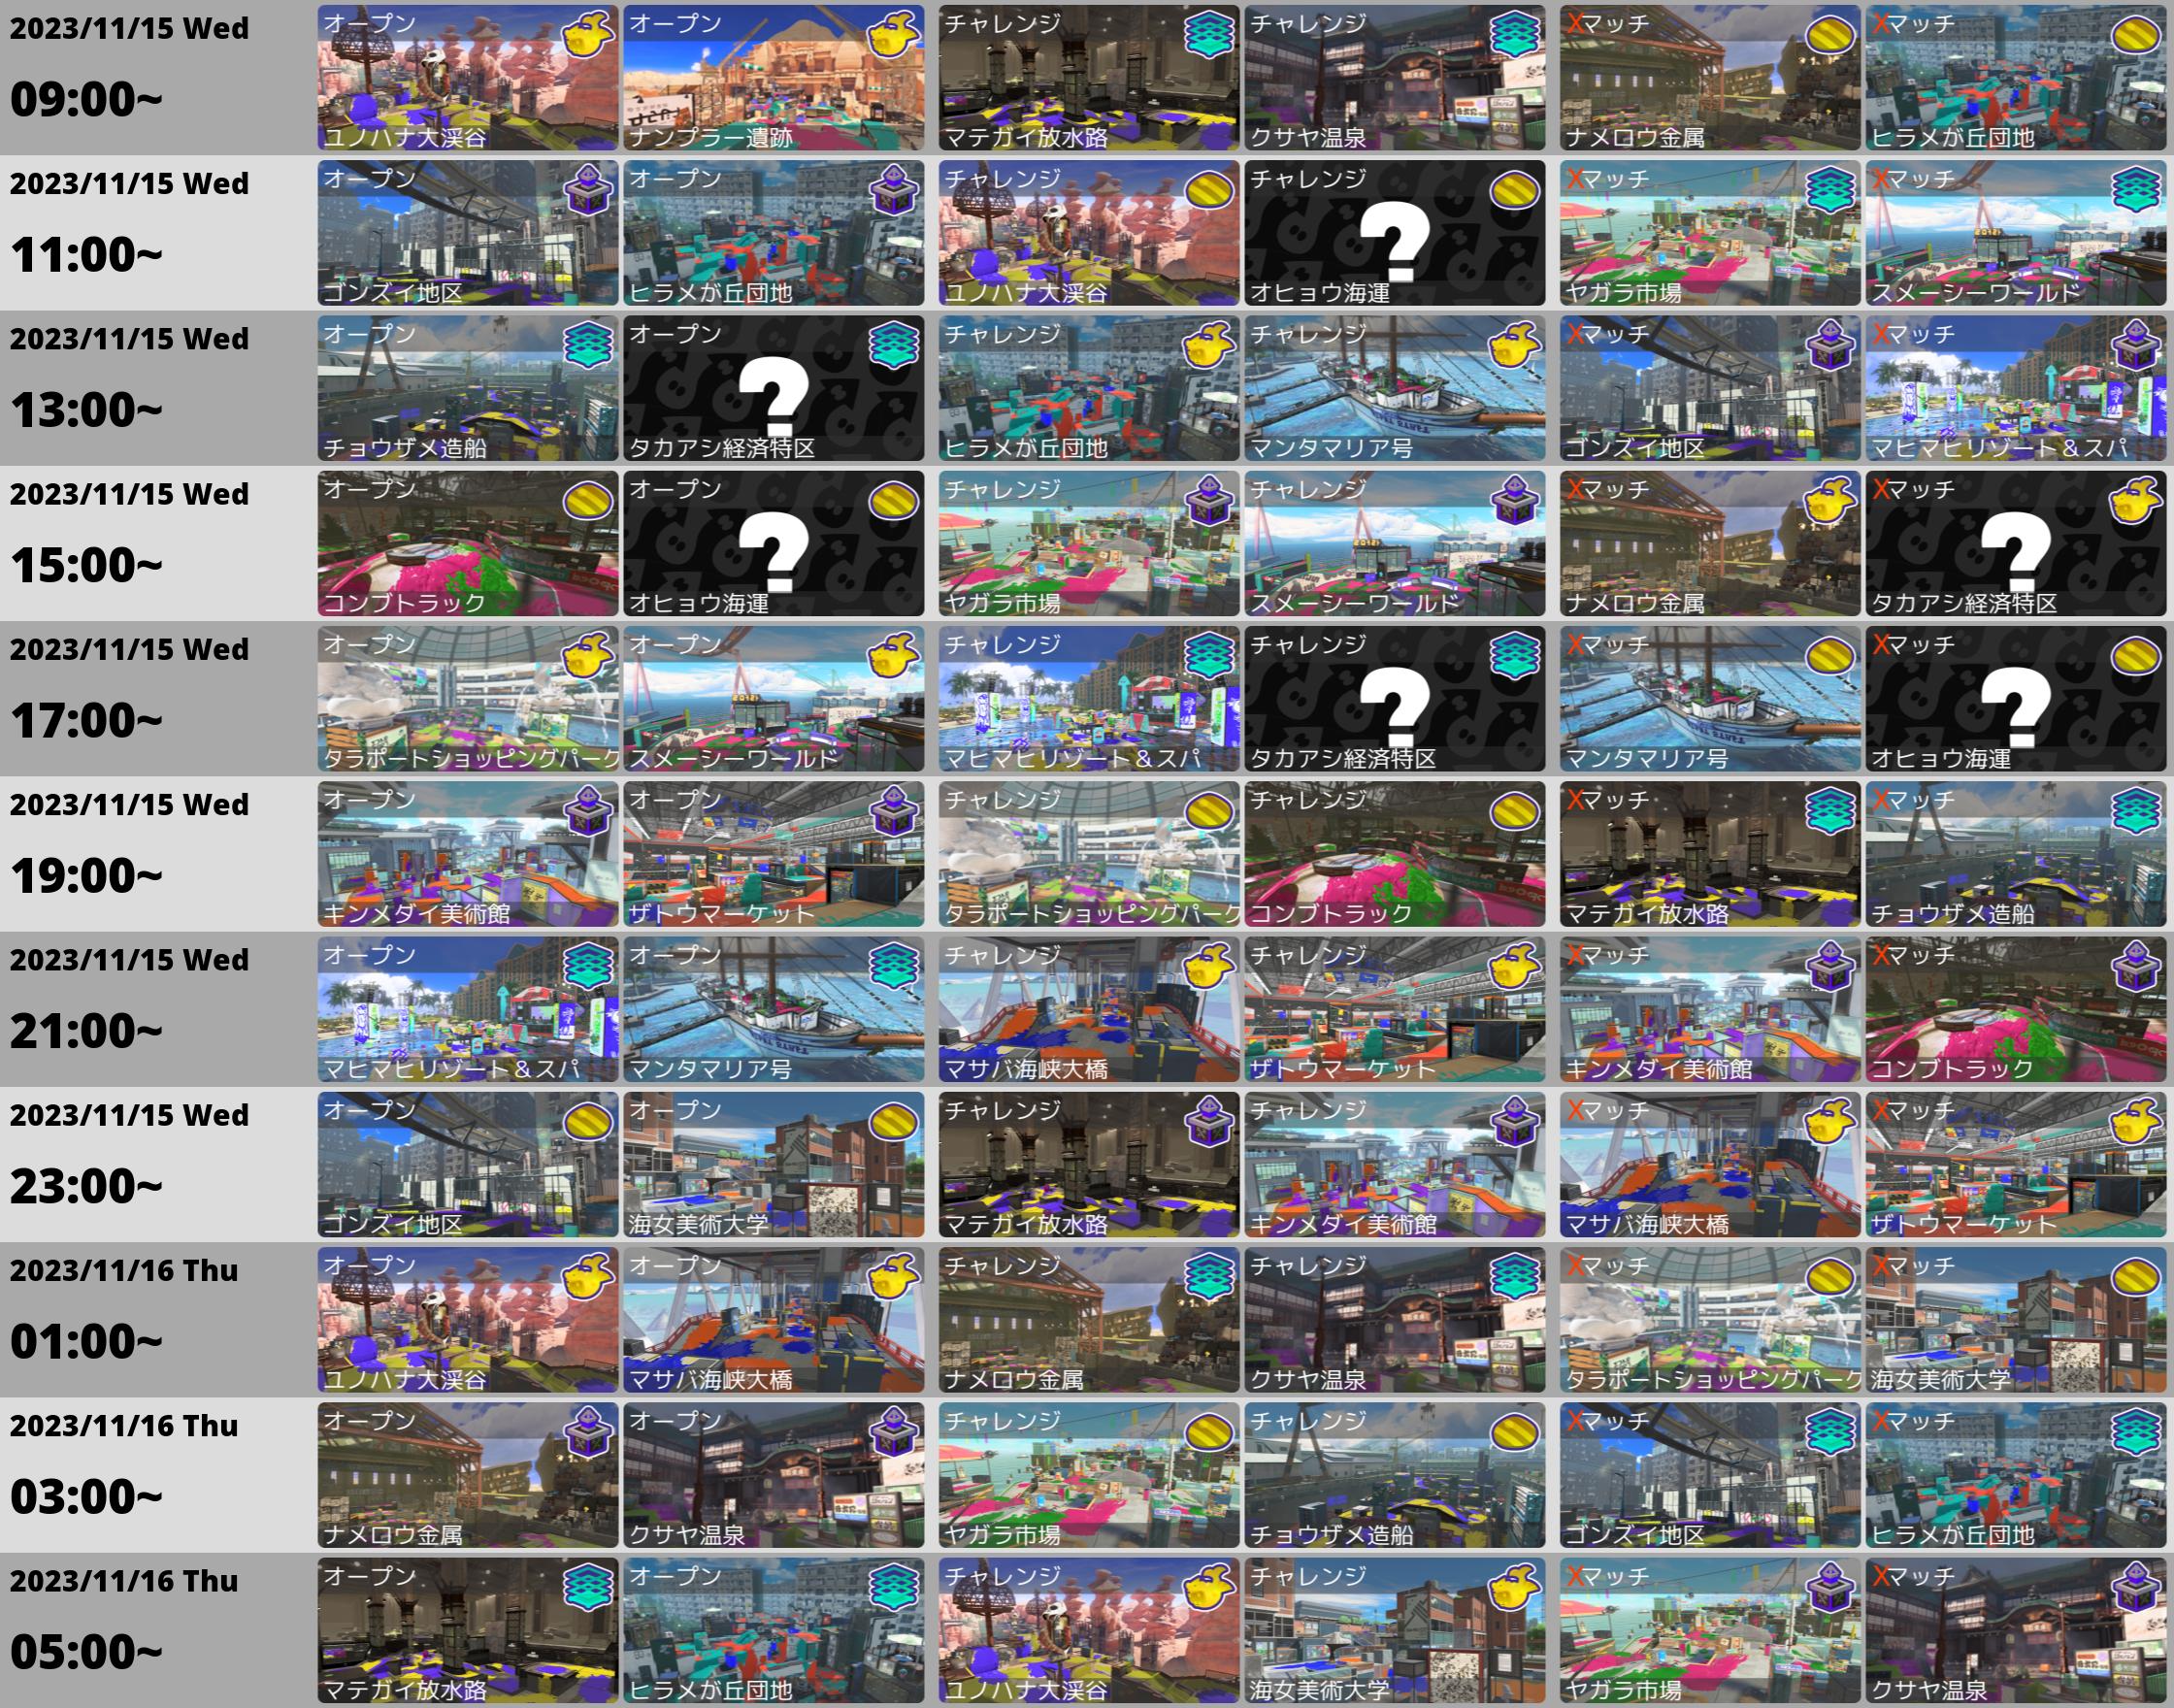 2023/11/15 Wed
09:00~
オープン
ユノハナ大渓谷
オープン
ナンプラー遺跡
チャレンジ
マテガイ放水路
チャレンジ
クサヤ温泉
Xマッチ
ナメロウ金属
Xマッチ
ヒラメが丘団地
2023/11/15 Wed
11:00~
オープン
ゴンズイ地区
オープン
ヒラメが丘団地
チャレンジ
ユノハナ大渓谷
チャレンジ
?
オヒョウ海運
Xマッチ
ヤガラ市場
Xマッチ
スメーシーワールド
2023/11/15 Wed
13:00~
オープン
チョウザメ造船
オープン
?
タカアシ経済特区
チャレンジ
ヒラメが丘団地
チャレンジ
マンタマリア号
Xマッチ
ゴンズイ地区
Xマッチ
マヒマヒリゾート&スパ
2023/11/15 Wed
15:00~
オープン
コンブトラック
オープン
?
オヒョウ海運
チャレンジ
ヤガラ市場
チャレンジ
スメーシーワールド
Xマッチ
ナメロウ金属
Xマッチ
?
タカアシ経済特区
2023/11/15 Wed
17:00~
オープン
タラポートショッピングパーク
オープン
スメーシーワールド
チャレンジ
マヒマヒリゾート&スパ
チャレンジ
?
タカアシ経済特区
Xマッチ
マンタマリア号
Xマッチ
?
オヒョウ海運
2023/11/15 Wed
19:00~
オープン
キンメダイ美術館
オープン
ザトウマーケット
チャレンジ
タラポートショッピングパーク
チャレンジ
コンブトラック
Xマッチ
マテガイ放水路
Xマッチ
チョウザメ造船
2023/11/15 Wed
21:00~
オープン
マヒマヒリゾート&スパ
オープン
マンタマリア号
チャレンジ
マサバ海峡大橋
チャレンジ
ザトウマーケット
Xマッチ
キンメダイ美術館
Xマッチ
コンブトラック
2023/11/15 Wed
23:00~
オープン
ゴンズイ地区
オープン
海女美術大学
チャレンジ
マテガイ放水路
チャレンジ
キンメダイ美術館
Xマッチ
マサバ海峡大橋
Xマッチ
ザトウマーケット
2023/11/16 Thu
01:00~
オープン
ユノハナ大渓谷
オープン
マサバ海峡大橋
チャレンジ
ナメロウ金属
チャレンジ
クサヤ温泉
Xマッチ
タラポートショッピングパーク
Xマッチ
海女美術大学
2023/11/16 Thu
03:00~
オープン
ナメロウ金属
オープン
クサヤ温泉
チャレンジ
ヤガラ市場
チャレンジ
チョウザメ造船
Xマッチ
ゴンズイ地区
Xマッチ
ヒラメが丘団地
2023/11/16 Thu
05:00~
オープン
マテガイ放水路
オープン
ヒラメが丘団地
チャレンジ
ユノハナ大渓谷
チャレンジ
海女美術大学
Xマッチ
ヤガラ市場
Xマッチ
クサヤ温泉